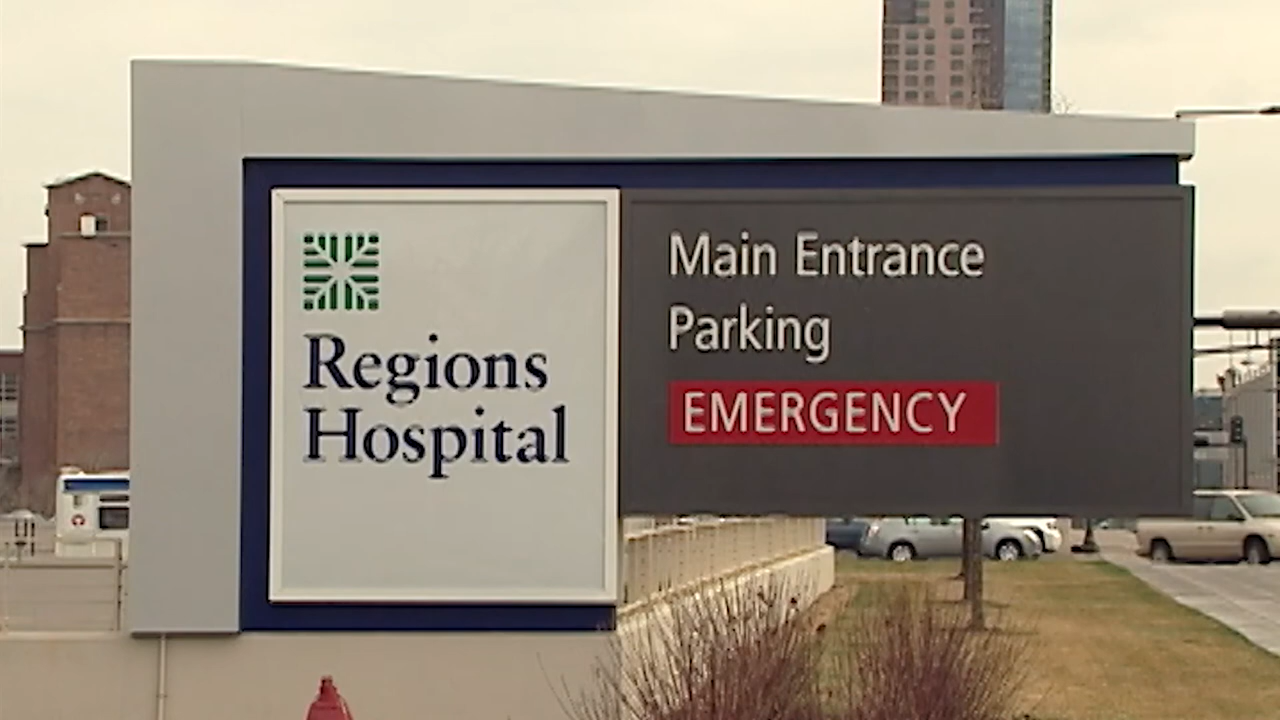 Regions
Hospital
Main Entrance
Parking
EMERGENCY